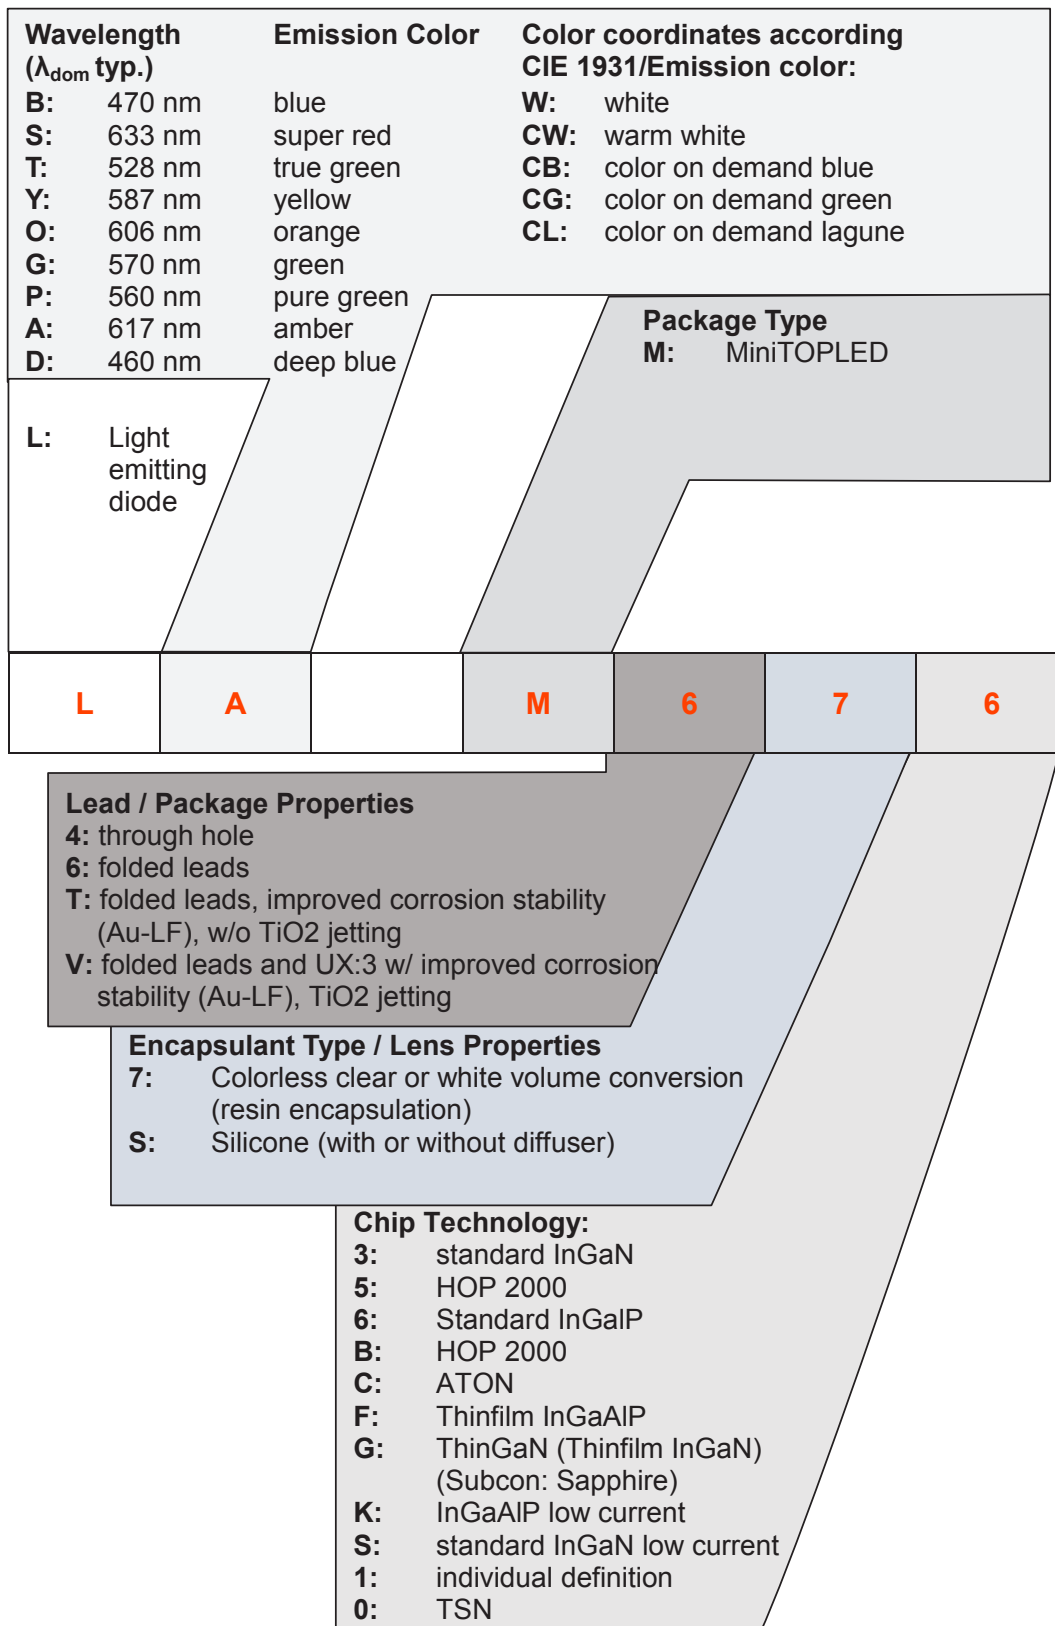 Wavelength Emission Color Color coordinates according
(λdom typ.) CIE 1931/Emission color:
B: 470 nm blue W: white
S: 633 nm super red CW: warm white
T: 528 nm true green CB: color on demand blue
Y: 587 nm yellow CG: color on demand green
O: 606 nm orange CL: color on demand lagune
G: 570 nm green
P: 560 nm pure green
A: 617 nm amber
D: 460 nm deep blue
Package Type
M: MiniTOPLED
L: Light
emitting
diode
L A M 6 7 6
Lead / Package Properties
4: through hole
6: folded leads
T: folded leads, improved corrosion stability
(Au-LF), w/o TiO2 jetting
V: folded leads and UX:3 w/ improved corrosion
stability (Au-LF), TiO2 jetting
Encapsulant Type / Lens Properties
7: Colorless clear or white volume conversion
(resin encapsulation)
S: Silicone (with or without diffuser)
Chip Technology:
3: standard InGaN
5: HOP 2000
6: Standard InGalP
B: HOP 2000
C: ATON
F: Thinfilm InGaAlP
G: ThinGaN (Thinfilm InGaN)
(Subcon: Sapphire)
K: InGaAlP low current
S: standard InGaN low current
1: individual definition
0: TSN